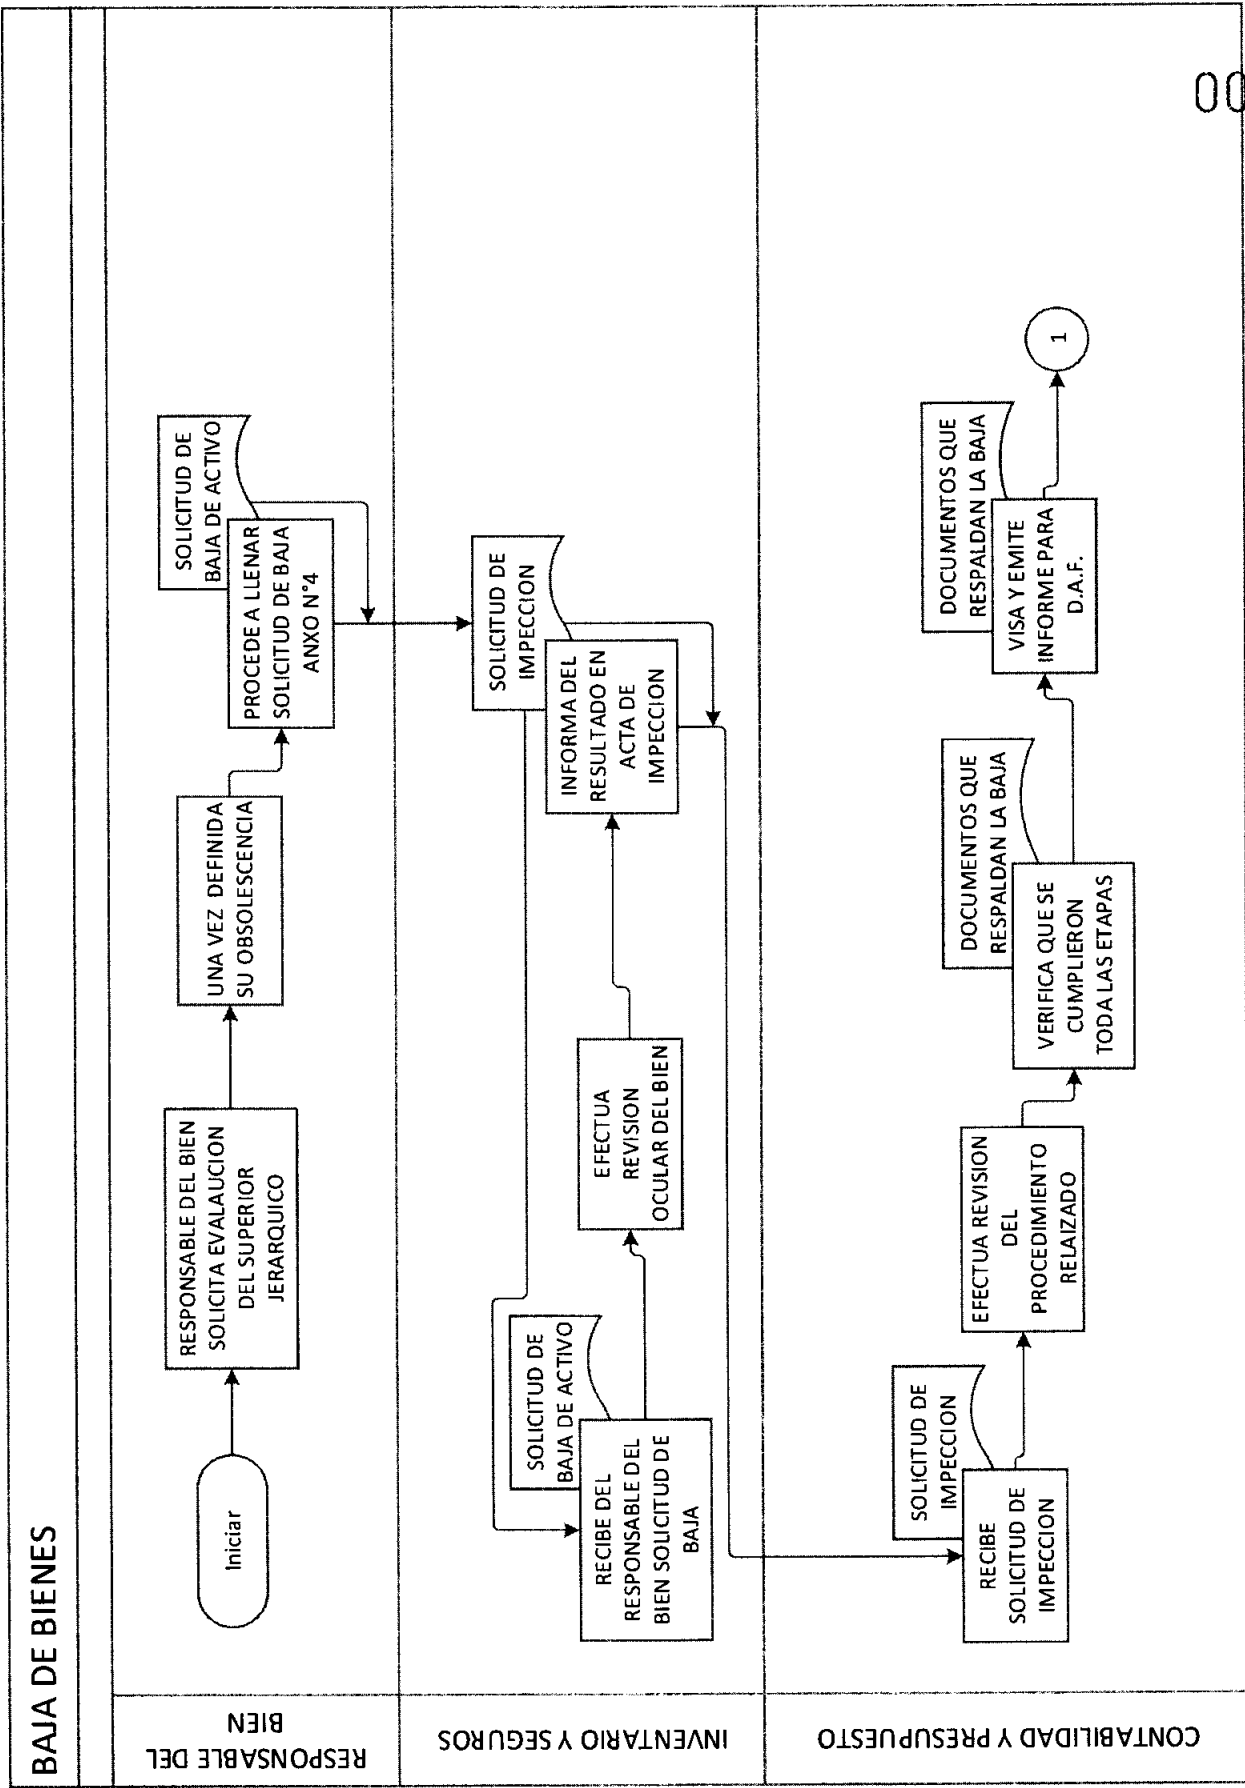 BAJA DE BIENES
RESPONSABLE DEL
BIEN
Iniciar
RESPONSABLE DEL BIEN
SOLICITA EVALAUCION
DEL SUPERIOR
JERARQUICO
UNA VEZ DEFINIDA
SU OBSOLESCENCIA
SOLICITUD DE
BAJA DE ACTIVO
PROCEDE A LLENAR
SOLICITUD DE BAJA
ANXO N°4
INVENTARIO Y SEGUROS
SOLICITUD DE
BAJA DE ACTIVO
RECIBE DEL
RESPONSABLE DEL
BIEN SOLICITUD DE
BAJA
EFECTUA
REVISION
OCULAR DEL BIEN
SOLICITUD DE
IMPECCION
INFORMA DEL
RESULTADO EN
ACTA DE
IMPECCION
CONTABILIDAD Y PRESUPUESTO
SOLICITUD DE
IMPECCION
RECIBE
SOLICITUD DE
IMPECCION
EFECTUA REVISION
DEL
PROCEDIMIENTO
RELAIZADO
DOCUMENTOS QUE
RESPALDAN LA BAJA
VERIFICA QUE SE
CUMPLIERON
TODA LAS ETAPAS
DOCUMENTOS QUE
RESPALDAN LA BAJA
VISA Y EMITE
INFORME PARA
D.A.F.
1